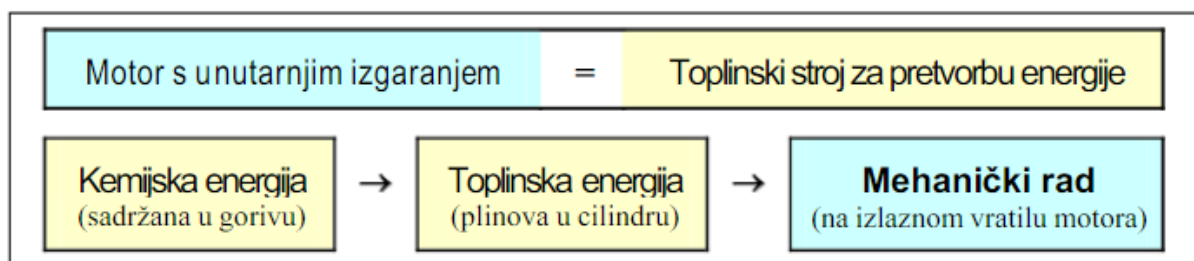 Motor s unutarnjim izgaranjem = Toplinski stroj za pretvorbu energije
Kemijska energija → Toplinska energija → Mehanički rad
(sadržana u gorivu) (plinova u cilindru) (na izlaznom vratilu motora)